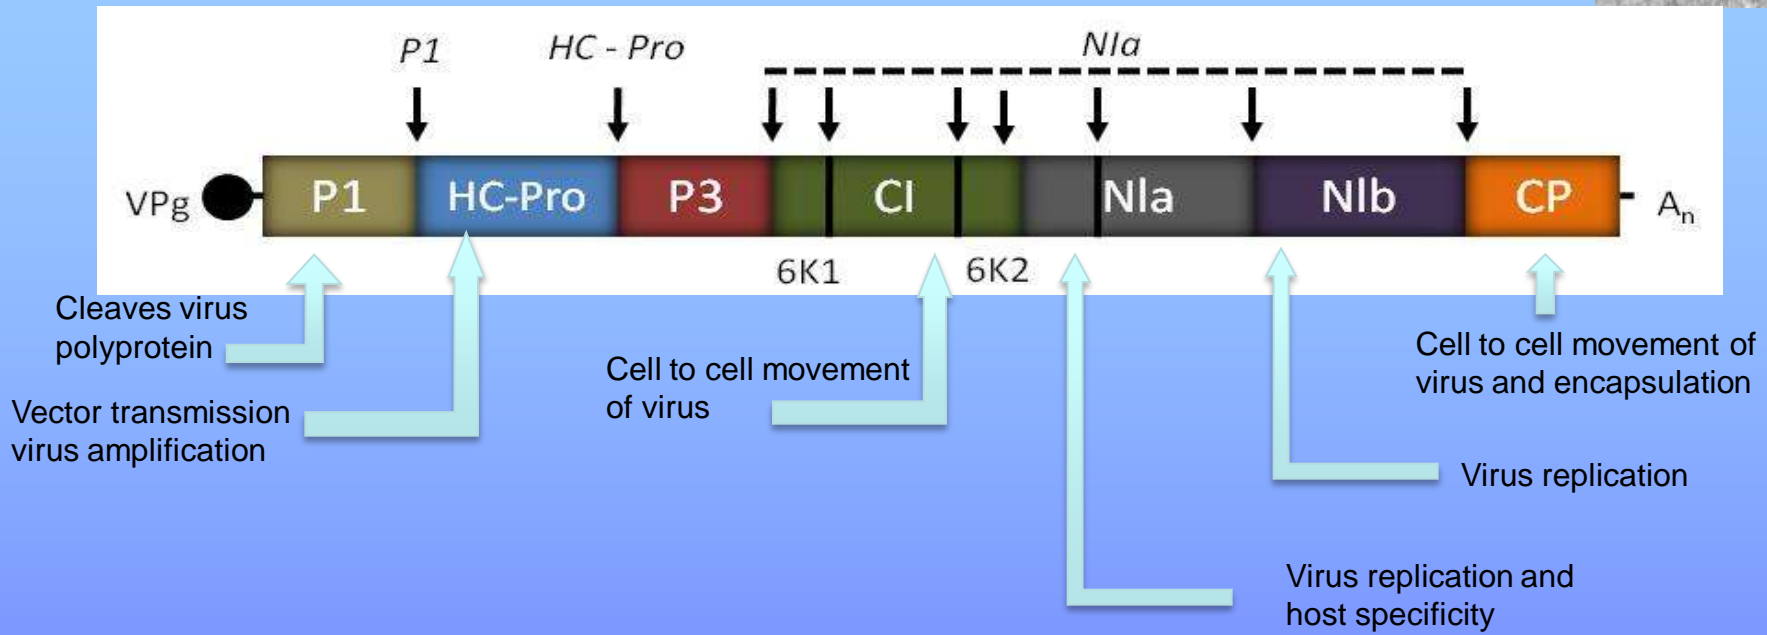 P1
HC - Pro
NIa
VPg
P1
HC-Pro
P3
CI
NIa
NIb
CP
An
6K1
6K2
Cleaves virus
polyprotein
Vector transmission
virus amplification
Cell to cell movement
of virus
Cell to cell movement of
virus and encapsulation
Virus replication
Virus replication and
host specificity